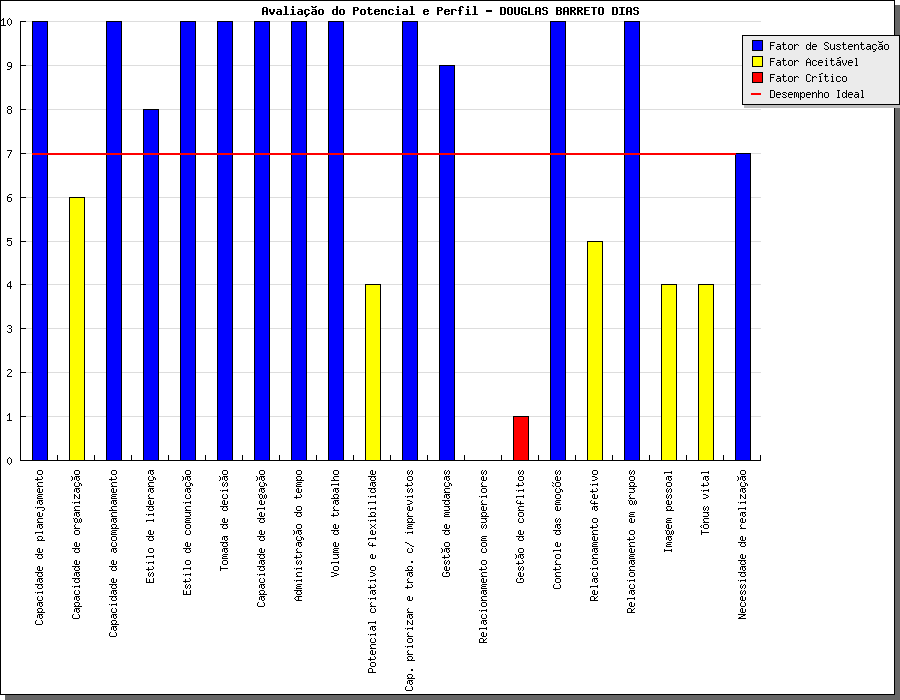 Avaliação do Potencial e Perfil - DOUGLAS BARRETO DIAS
Fator de Sustentação
Fator Aceitável
Fator Crítico
Desempenho Ideal
10
9
8
7
6
5
4
3
2
1
0
Capacidade de planejamento
Capacidade de organização
Capacidade de acompanhamento
Estilo de liderança
Estilo de comunicação
Tomada de decisão
Capacidade de delegação
Administração do tempo
Volume de trabalho
Potencial criativo e flexibilidade
Cap. priorizar e trab. c/ imprevistos
Gestão de mudanças
Relacionamento com superiores
Gestão de conflitos
Controle das emoções
Relacionamento afetivo
Relacionamento em grupos
Imagem pessoal
Tônus vital
Necessidade de realização